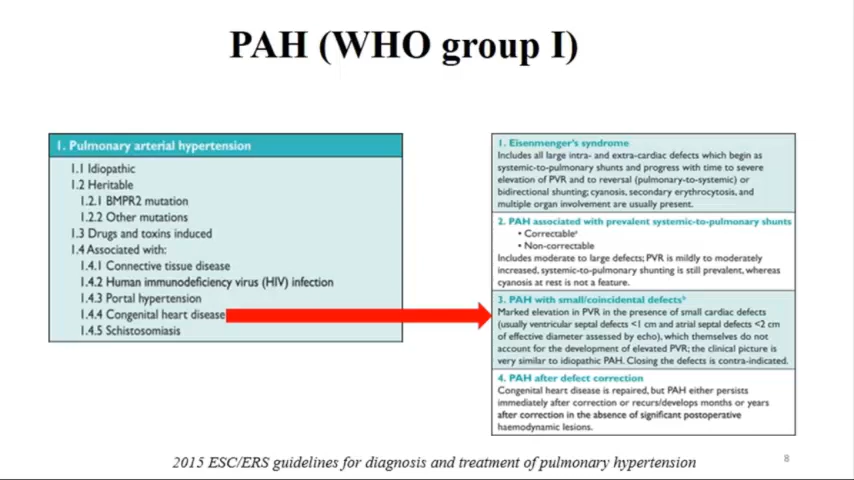 PAH (WHO group I)
1. Pulmonary arterial hypertension
1.1 Idiopathic
1.2 Heritable
1.2.1 BMPR2 mutation
1.2.2 Other mutations
1.3 Drugs and toxins induced
1.4 Associated with:
1.4.1 Connective tissue disease
1.4.2 Human immunodeficiency virus (HIV) infection
1.4.3 Portal hypertension
1.4.4 Congenital heart disease
1.4.5 Schistosomiasis
1. Eisenmenger's syndrome
Includes all large intra- and extra-cardiac defects which begin as
systemic-to-pulmonary shunts and progress with time to severe
elevation of PVR and to reversal (pulmonary-to-systemic) or
bidirectional shunting; cyanosis, secondary erythrocytosis, and
multiple organ involvement are usually present.
2. PAH associated with prevalent systemic-to-pulmonary shunts
• Correctableᵃ
• Non-correctable
Includes moderate to large defects; PVR is mildly to moderately
increased, systemic-to-pulmonary shunting is still prevalent, whereas
cyanosis at rest is not a feature.
3. PAH with small/coincidental defectsᵇ
Marked elevation in PVR in the presence of small cardiac defects
(usually ventricular septal defects <1 cm and atrial septal defects <2 cm
of effective diameter assessed by echo), which themselves do not
account for the development of elevated PVR; the clinical picture is
very similar to idiopathic PAH. Closing the defects is contra-indicated.
4. PAH after defect correction
Congenital heart disease is repaired, but PAH either persists
immediately after correction or recurs/develops months or years
after correction in the absence of significant postoperative
haemodynamic lesions.
2015 ESC/ERS guidelines for diagnosis and treatment of pulmonary hypertension
8